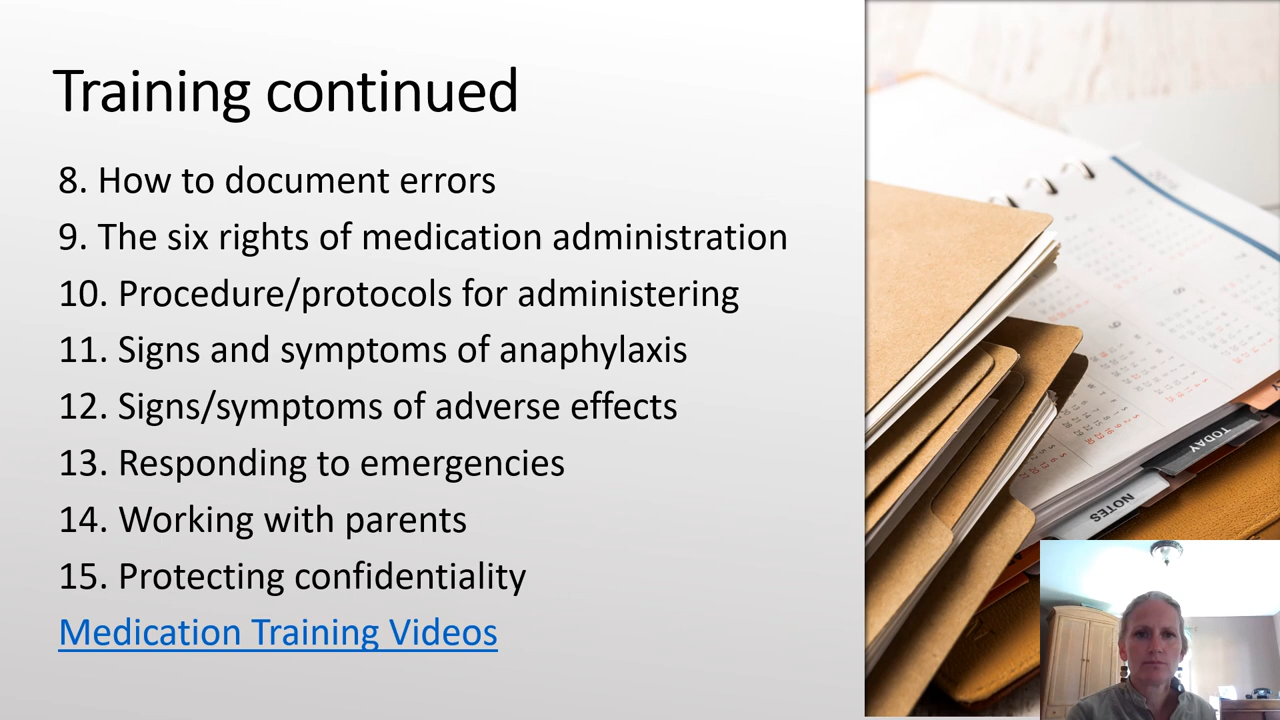 Training continued
8. How to document errors
9. The six rights of medication administration
10. Procedure/protocols for administering
11. Signs and symptoms of anaphylaxis
12. Signs/symptoms of adverse effects
13. Responding to emergencies
14. Working with parents
15. Protecting confidentiality
Medication Training Videos
TODAY
NOTES